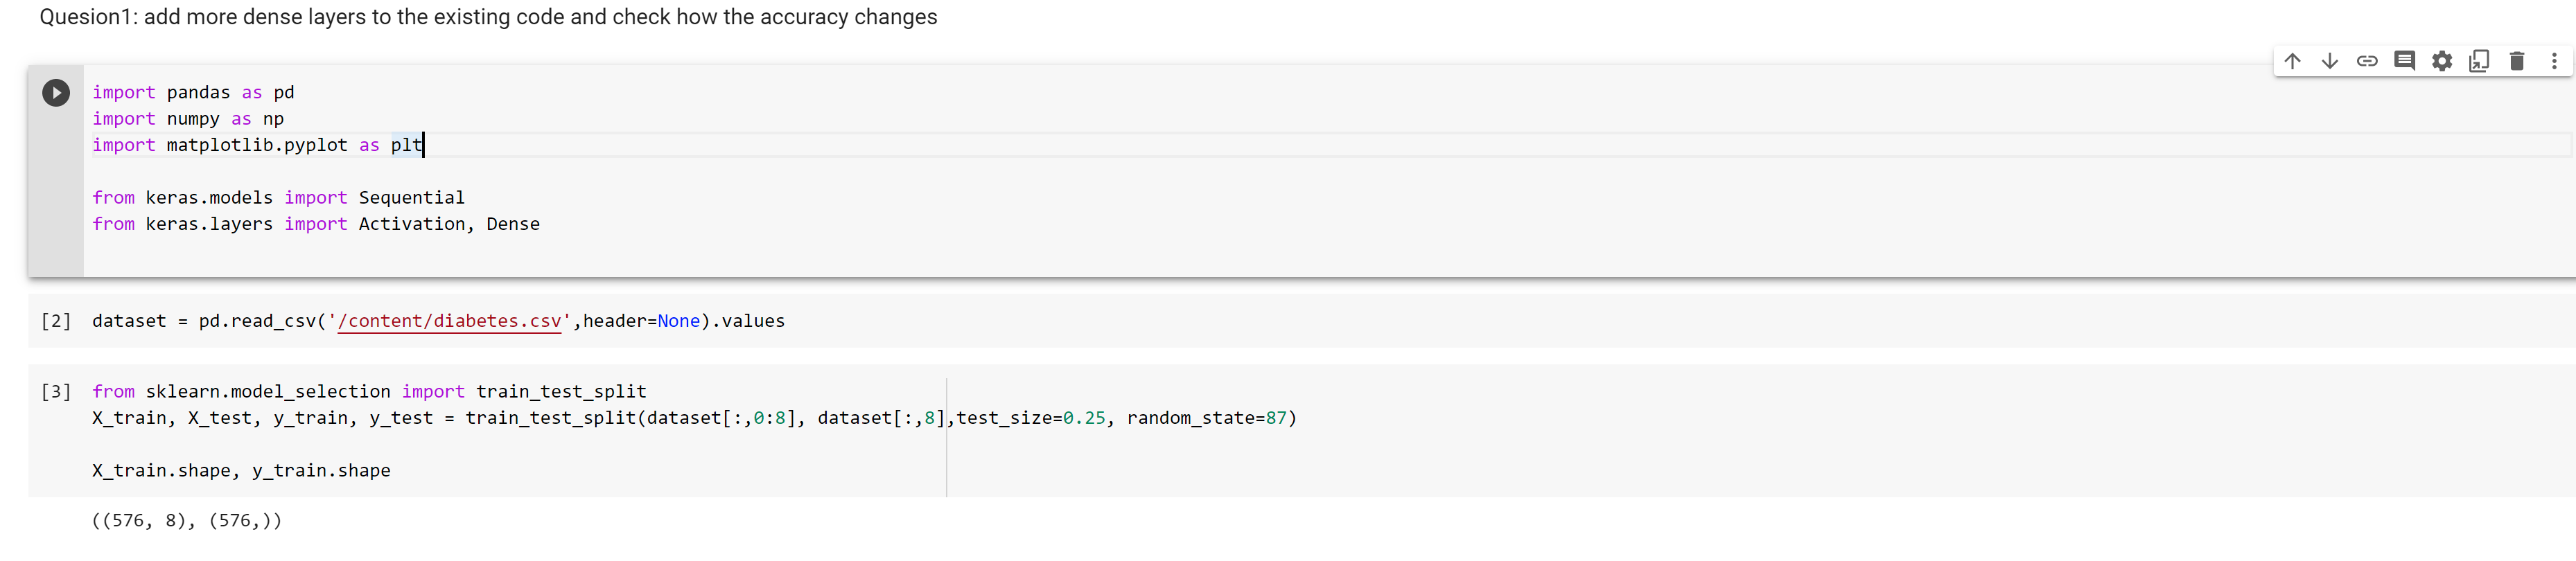 Quesion1: add more dense layers to the existing code and check how the accuracy changes
import pandas as pd
import numpy as np
import matplotlib.pyplot as plt
from keras.models import Sequential
from keras.layers import Activation, Dense
[2] dataset = pd.read_csv('/content/diabetes.csv',header=None).values
[3] from sklearn.model_selection import train_test_split
X_train, X_test, y_train, y_test = train_test_split(dataset[:,0:8], dataset[:,8],test_size=0.25, random_state=87)
X_train.shape, y_train.shape
((576, 8), (576,))